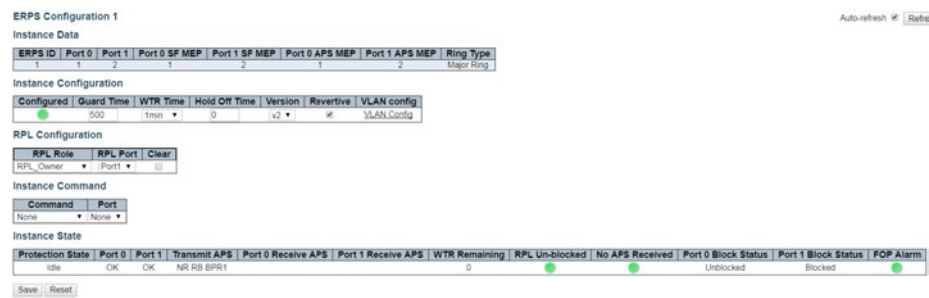 ERPS Configuration 1
Auto-refresh Refre
Instance Data
ERPS ID Port 0 Port 1 Port 0 SF MEP Port 1 SF MEP Port 0 APS MEP Port 1 APS MEP Ring Type
1 1 2 1 2 1 2 Major Ring
Instance Configuration
Configured Guard Time WTR Time Hold Off Time Version Revertive VLAN config
500 1min 0 v2 VLAN Config
RPL Configuration
RPL Role RPL Port Clear
RPL_Owner Port1
Instance Command
Command Port
None None
Instance State
Protection State Port 0 Port 1 Transmit APS Port 0 Receive APS Port 1 Receive APS WTR Remaining RPL Un-blocked No APS Received Port 0 Block Status Port 1 Block Status FOP Alarm
Idle OK OK NR RB BPR1 0 Unblocked Blocked
Save Reset